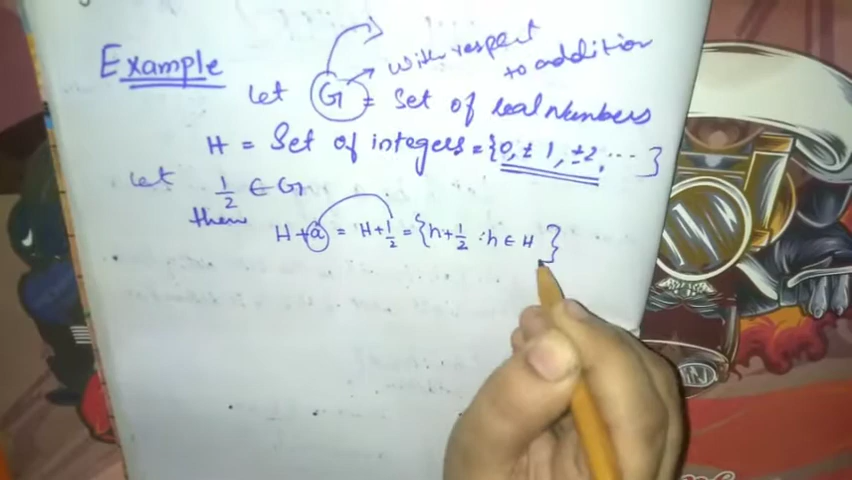 Example
With respect
to addition
Let G = Set of real Numbers
H = Set of integers = {0, ± 1, ±2, ... }
Let 1/2 ∈ G
then
H+a = H+1/2 = {h+1/2 : h ∈ H }